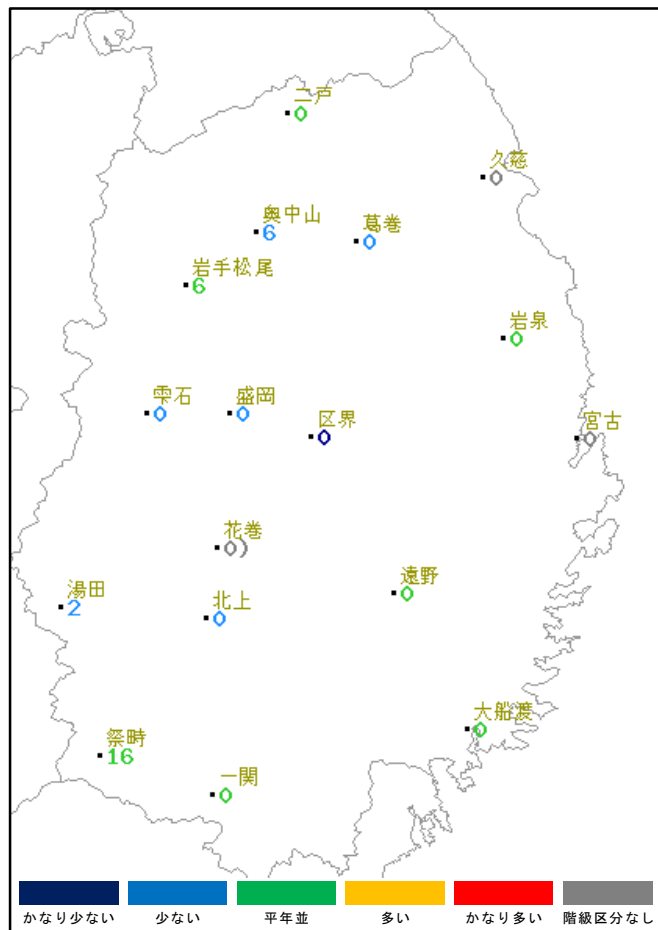 二戸
0
久慈
0
奥中山
6
葛巻
0
岩手松尾
6
岩泉
0
雫石
0
盛岡
0
区界
0
宮古
0
花巻
0)
湯田
2
北上
0
遠野
0
大船渡
0
祭畤
16
一関
0
かなり少ない 少ない 平年並 多い かなり多い 階級区分なし